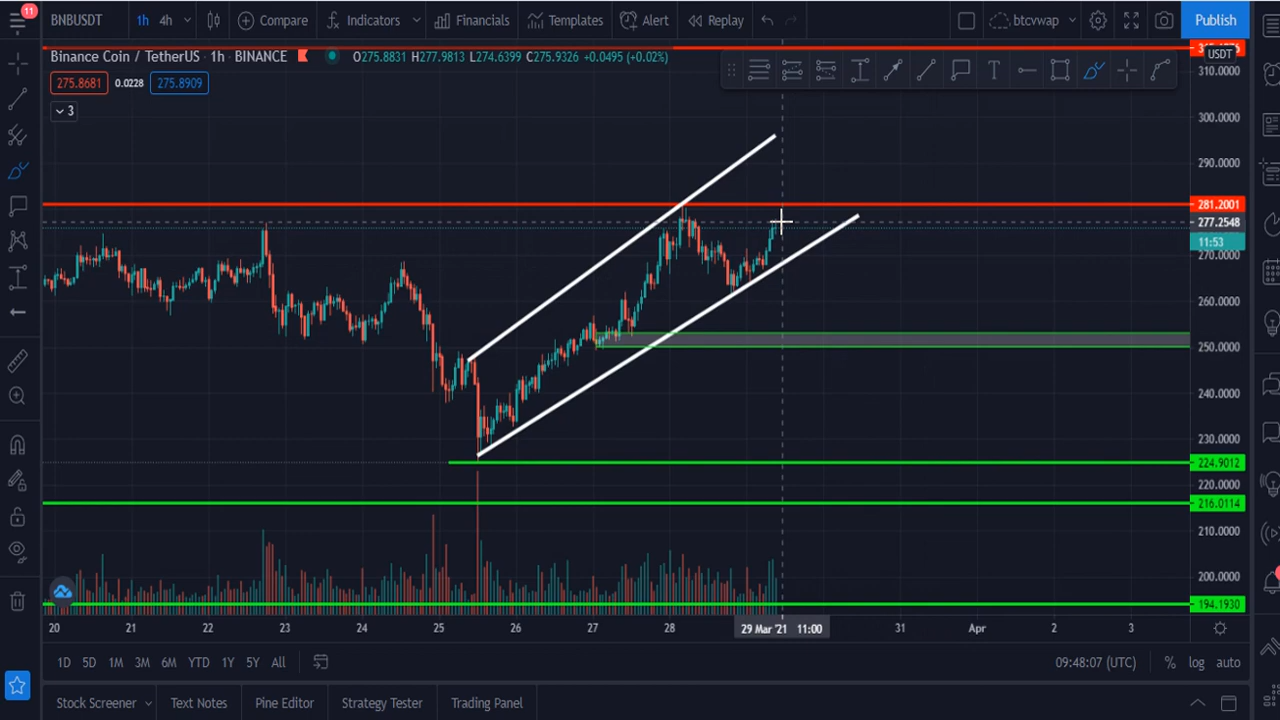 11
BNBUSDT
1h 4h
Compare
Indicators
Financials
Templates
Alert
Replay
btcvwap
Publish
Binance Coin / TetherUS · 1h · BINANCE
O275.8831 H277.9813 L274.6399 C275.9326 +0.0495 (+0.02%)
275.8681 0.0228 275.8909
3
T
USDT
310.0000
300.0000
290.0000
281.2001
277.2548
11:53
270.0000
260.0000
250.0000
240.0000
230.0000
224.9012
220.0000
216.0114
210.0000
200.0000
194.1930
20 21 22 23 24 25 26 27 28 29 Mar '21 11:00 31 Apr 2 3
1D 5D 1M 3M 6M YTD 1Y 5Y All
09:48:07 (UTC) % log auto
Stock Screener Text Notes Pine Editor Strategy Tester Trading Panel